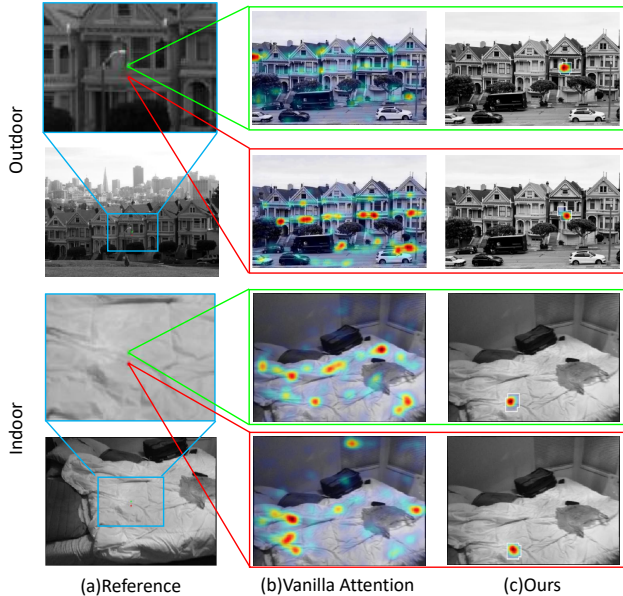 Outdoor
Indoor
(a)Reference
(b)Vanilla Attention
(c)Ours